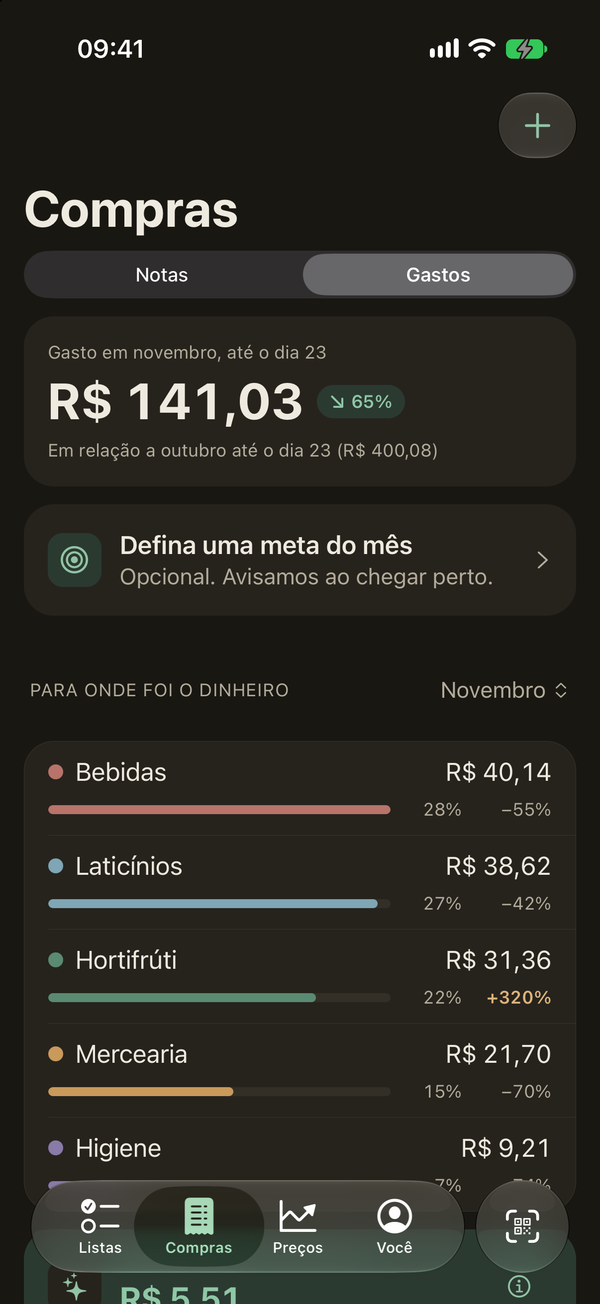 09:41
Compras
Notas
Gastos
Gasto em novembro, até o dia 23
R$ 141,03
65%
Em relação a outubro até o dia 23 (R$ 400,08)
Defina uma meta do mês
Opcional. Avisamos ao chegar perto.
PARA ONDE FOI O DINHEIRO
Novembro
Bebidas
R$ 40,14
28%
−55%
Laticínios
R$ 38,62
27%
−42%
Hortifrúti
R$ 31,36
22%
+320%
Mercearia
R$ 21,70
15%
−70%
Higiene
R$ 9,21
7%
Listas
Compras
Preços
Você
R$ 5,51